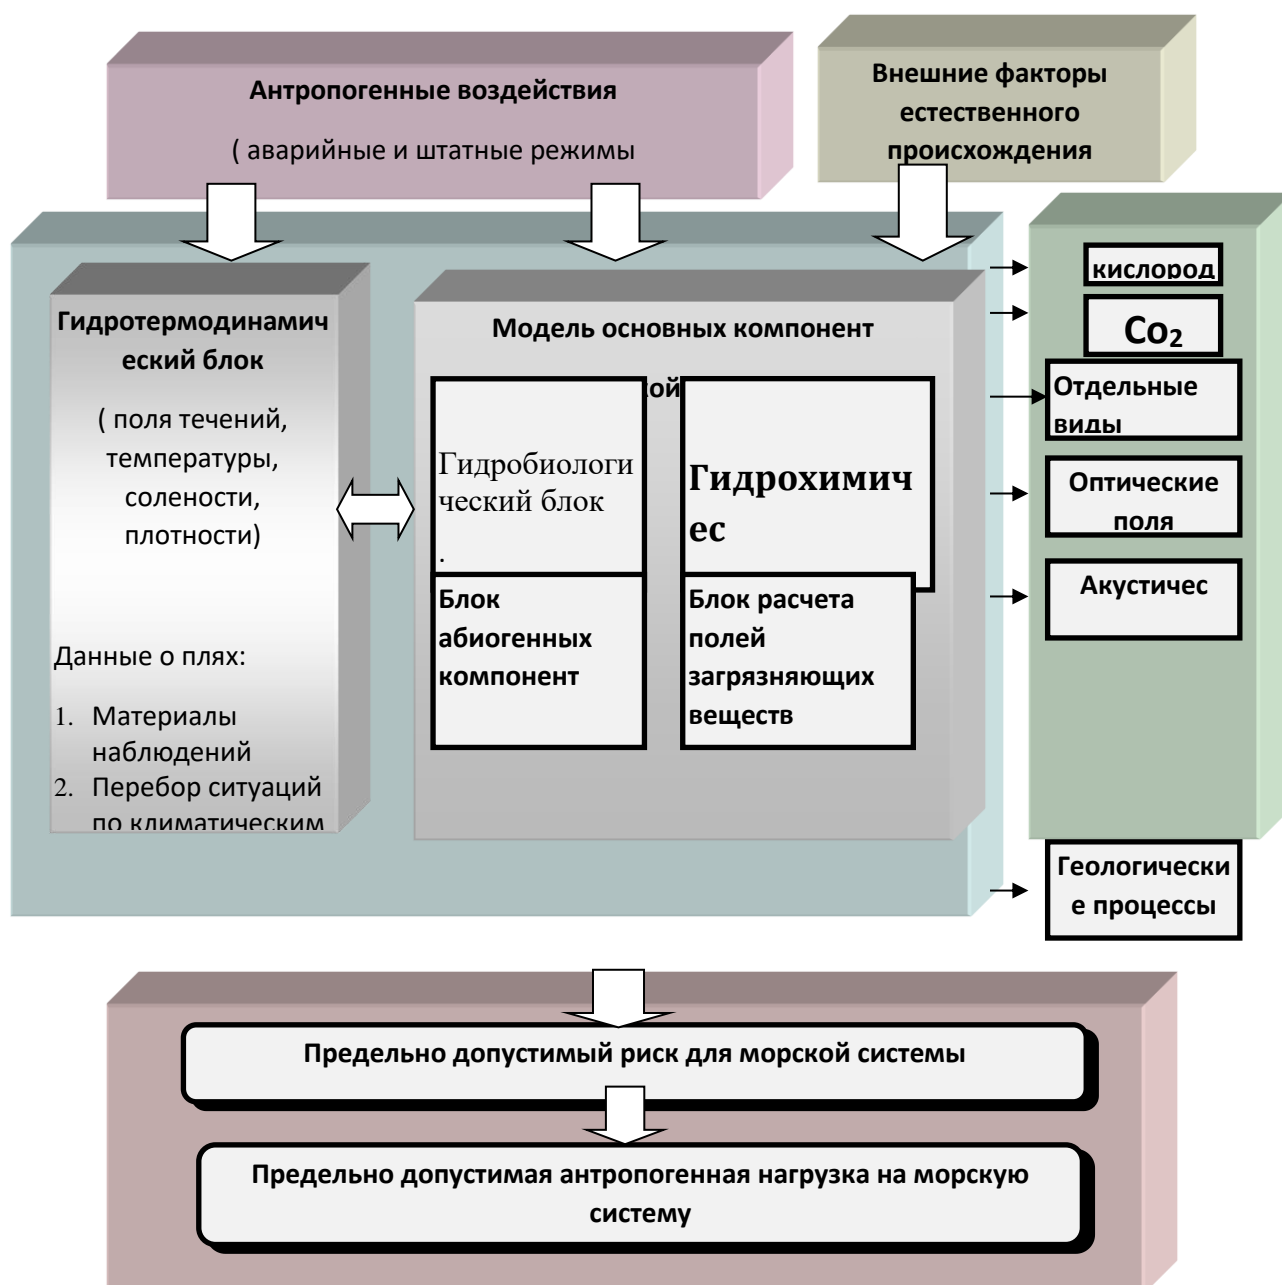 Антропогенные воздействия
( аварийные и штатные режимы
Внешние факторы
естественного
происхождения
Гидротермодинамич
еский блок
( поля течений,
температуры,
солености,
плотности)
Данные о плях:
1. Материалы
наблюдений
2. Перебор ситуаций
по климатическим
Модель основных компонент
кой
Гидробиологи
ческий блок
.
Гидрохимич
ес
Блок
абиогенных
компонент
Блок расчета
полей
загрязняющих
веществ
кислород
Co₂
Отдельные
виды
Оптические
поля
Акустичес
Геологически
е процессы
Предельно допустимый риск для морской системы
Предельно допустимая антропогенная нагрузка на морскую
систему